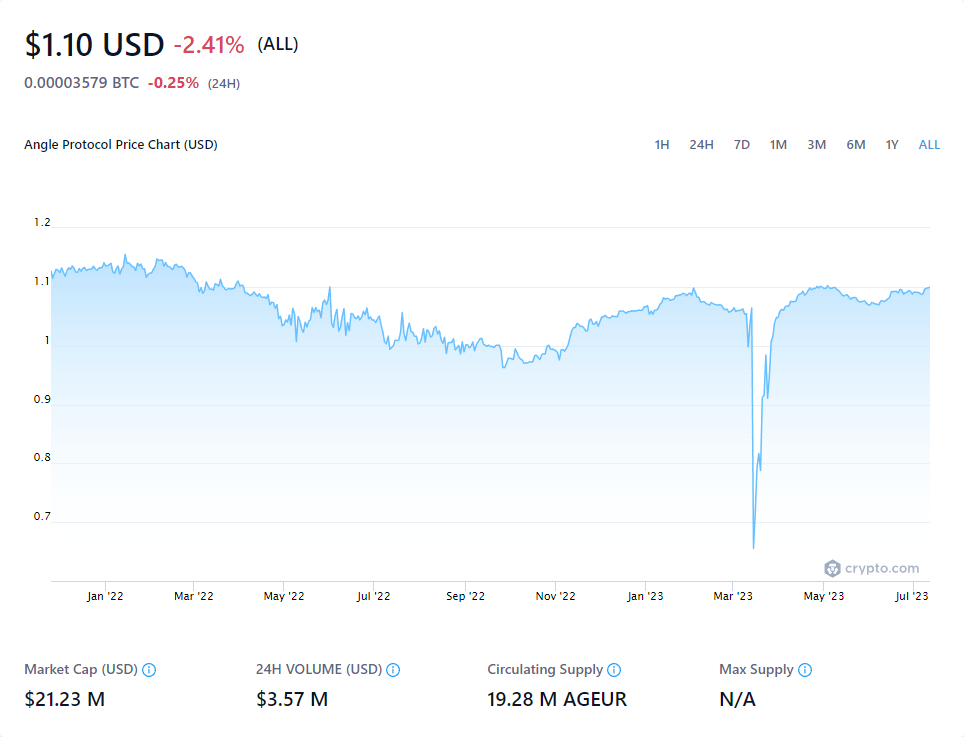 $1.10 USD -2.41% (ALL)
0.00003579 BTC -0.25% (24H)
Angle Protocol Price Chart (USD) 1H 24H 7D 1M 3M 6M 1Y ALL
1.2
1.1
1
0.9
0.8
0.7
crypto.com
Jan '22 Mar '22 May '22 Jul '22 Sep '22 Nov '22 Jan '23 Mar '23 May '23 Jul '23
Market Cap (USD) 24H VOLUME (USD) Circulating Supply Max Supply
$21.23 M $3.57 M 19.28 M AGEUR N/A